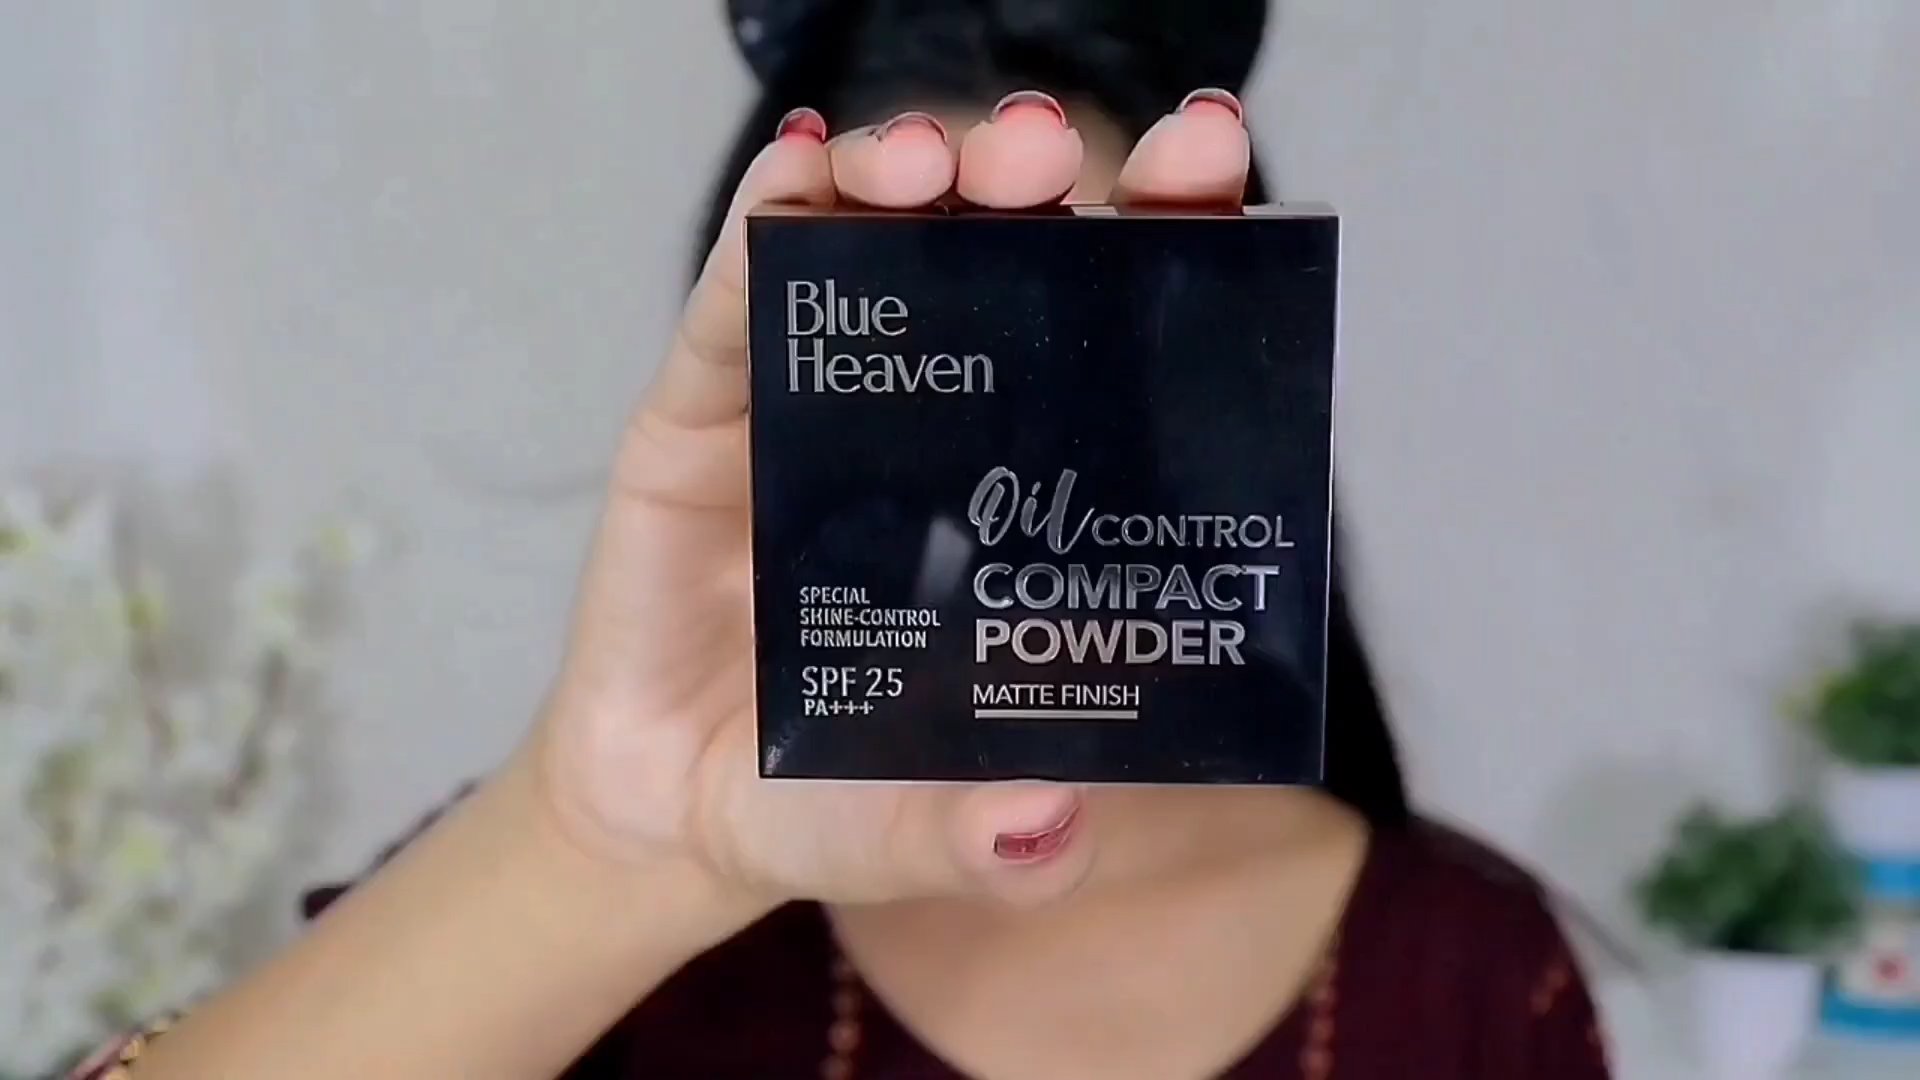 Blue
Heaven
Oil CONTROL
COMPACT
POWDER
MATTE FINISH
SPECIAL
SHINE-CONTROL
FORMULATION
SPF 25
PA+++